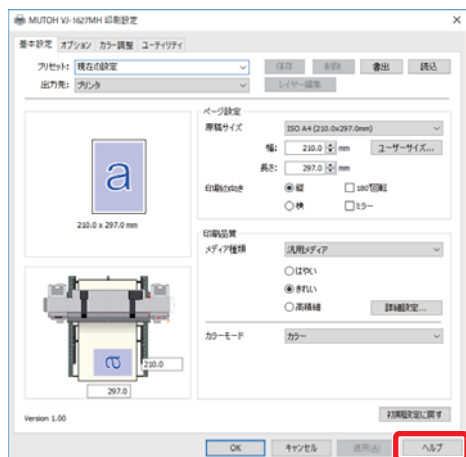 MUTOH VJ-1627MH 印刷設定
基本設定 オプション カラー調整 ユーティリティ
プリセット: 現在の設定 保存 削除 書出 読込
出力先: プリンタ レイヤー編集
ページ設定
原稿サイズ ISO A4 (210.0x297.0mm)
幅: 210.0 mm ユーザーサイズ...
長さ: 297.0 mm
印刷の向き 縦 180°回転
横 ミラー
a
210.0 x 297.0 mm
印刷品質
メディア種類 汎用メディア
はやい
きれい
高精細 詳細設定...
カラーモード カラー
a
210.0
297.0
Version 1.00 初期設定に戻す
OK キャンセル 適用(A) ヘルプ